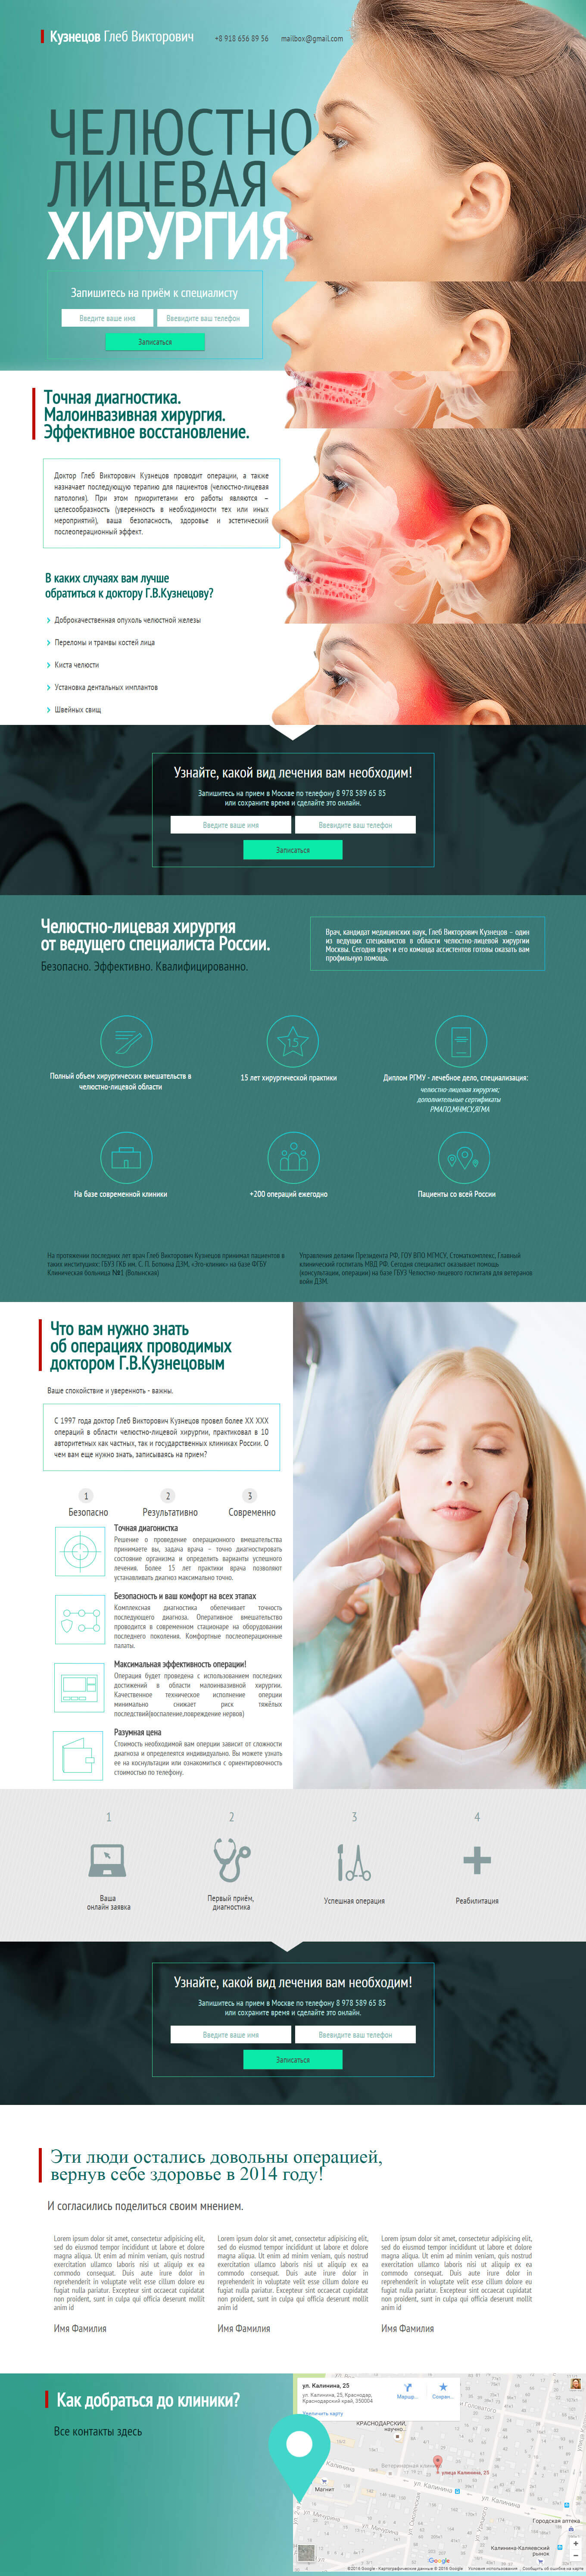 Кузнецов Глеб Викторович
+8 918 656 89 56
mailbox@gmail.com
ЧЕЛЮСТНО
ЛИЦЕВАЯ
ХИРУРГИЯ
Запишитесь на приём к специалисту
Введите ваше имя
Ввевидите ваш телефон
Записаться
Точная диагностика.
Малоинвазивная хирургия.
Эффективное восстановление.
Доктор Глеб Викторович Кузнецов проводит операции, а также
назначает последующую терапию для пациентов (челюстно-лицевая
патология). При этом приоритетами его работы являются –
целесообразность (уверенность в необходимости тех или иных
мероприятий), ваша безопасность, здоровье и эстетический
послеоперационный эффект.
В каких случаях вам лучше
обратиться к доктору Г.В.Кузнецову?
Доброкачественная опухоль челюстной железы
Переломы и трамвы костей лица
Киста челюсти
Установка дентальных имплантов
Швейных свищ
Узнайте, какой вид лечения вам необходим!
Запишитесь на прием в Москве по телефону 8 978 589 65 85
или сохраните время и сделайте это онлайн.
Введите ваше имя
Ввевидите ваш телефон
Записаться
Челюстно-лицевая хирургия
от ведущего специалиста России.
Безопасно. Эффективно. Квалифицированно.
Врач, кандидат медицинских наук, Глеб Викторович Кузнецов – один
из ведущих специалистов в области челюстно-лицевой хирургии
Москвы. Сегодня врач и его команда ассистентов готовы оказать вам
профильную помощь.
15
Полный объем хирургических вмешательств в
челюстно-лицевой области
15 лет хирургической практики
Диплом РГМУ - лечебное дело, специализация:
челюстно-лицевая хирургия;
дополнительные сертификаты
РМАПО,МНМСУ,ЯГМА
На базе современной клиники
+200 операций ежегодно
Пациенты со всей России
На протяжении последних лет врач Глеб Викторович Кузнецов принимал пациентов в
таких институциях: ГБУЗ ГКБ им. С. П. Боткина ДЗМ, «Эго-клиник» на базе ФГБУ
Клиническая больница №1 (Волынская)
Управления делами Президента РФ, ГОУ ВПО МГМСУ, Стоматкомплекс, Главный
клинический госпиталь МВД РФ. Сегодня специалист оказывает помощь
(консультации, операции) на базе ГБУЗ Челюстно-лицевого госпиталя для ветеранов
войн ДЗМ.
Что вам нужно знать
об операциях проводимых
доктором Г.В.Кузнецовым
Ваше спокойствие и уверенноть - важны.
С 1997 года доктор Глеб Викторович Кузнецов провел более XX XXX
операций в области челюстно-лицевой хирургии, практиковал в 10
авторитетных как частных, так и государственных клиниках России. О
чем вам еще нужно знать, записываясь на прием?
1
2
3
Безопасно
Результативно
Современно
Точная диагонистка
Решение о проведение операционного вмешательства
принимаете вы, задача врача – точно диагностировать
состояние организма и определить варианты успешного
лечения. Более 15 лет практики врача позволяют
устанавливать диагноз максимально точно.
Безопасность и ваш комфорт на всех этапах
Комплексная диагностика обепечивает точность
последующего диагноза. Оперативное вмешательство
проводится в современном стационаре на оборудовании
последнего поколения. Комфортные послеоперационные
палаты.
Максимальная эффективность операции!
Операция будет проведена с использованием последних
достижений в области малоинвазивной хирургии.
Качественное техническое исполнение оперции
минимально снижает риск тяжёлых
последствий(воспаление,повреждение нервов)
Разумная цена
Стоимость необходимой вам оперции зависит от сложности
диагноза и определеятся индивидуально. Вы можете узнать
ее на коснультации или ознакомиться с ориентировочность
стоимостью по телефону.
1
2
3
4
Ваша
онлайн заявка
Первый приём,
диагностика
Успешная операция
Реабилитация
Узнайте, какой вид лечения вам необходим!
Запишитесь на прием в Москве по телефону 8 978 589 65 85
или сохраните время и сделайте это онлайн.
Введите ваше имя
Ввевидите ваш телефон
Записаться
Эти люди остались довольны операцией,
вернув себе здоровье в 2014 году!
И согласились поделиться своим мнением.
Lorem ipsum dolor sit amet, consectetur adipisicing elit,
sed do eiusmod tempor incididunt ut labore et dolore
magna aliqua. Ut enim ad minim veniam, quis nostrud
exercitation ullamco laboris nisi ut aliquip ex ea
commodo consequat. Duis aute irure dolor in
reprehenderit in voluptate velit esse cillum dolore eu
fugiat nulla pariatur. Excepteur sint occaecat cupidatat
non proident, sunt in culpa qui officia deserunt mollit
anim id
Имя Фамилия
Lorem ipsum dolor sit amet, consectetur adipisicing elit,
sed do eiusmod tempor incididunt ut labore et dolore
magna aliqua. Ut enim ad minim veniam, quis nostrud
exercitation ullamco laboris nisi ut aliquip ex ea
commodo consequat. Duis aute irure dolor in
reprehenderit in voluptate velit esse cillum dolore eu
fugiat nulla pariatur. Excepteur sint occaecat cupidatat
non proident, sunt in culpa qui officia deserunt mollit
anim id
Имя Фамилия
Lorem ipsum dolor sit amet, consectetur adipisicing elit,
sed do eiusmod tempor incididunt ut labore et dolore
magna aliqua. Ut enim ad minim veniam, quis nostrud
exercitation ullamco laboris nisi ut aliquip ex ea
commodo consequat. Duis aute irure dolor in
reprehenderit in voluptate velit esse cillum dolore eu
fugiat nulla pariatur. Excepteur sint occaecat cupidatat
non proident, sunt in culpa qui officia deserunt mollit
anim id
Имя Фамилия
Как добраться до клиники?
Все контакты здесь
ул. Калинина, 25
ул. Калинина, 25, Краснодар,
Краснодарский край, 350004
Маршр...
Сохран...
Увеличить карту
КРАСНОДАРСКИЙ,
научно...
Ветеринарная клиника
улица Калинина, 25
Магнит
ул. Калинина
ул. Мичурина
Городская аптека
Калинина-Каляевский
рынок
Google
©2016 Google - Картографические данные © 2016 Google
Условия использования
Сообщить об ошибке на карте